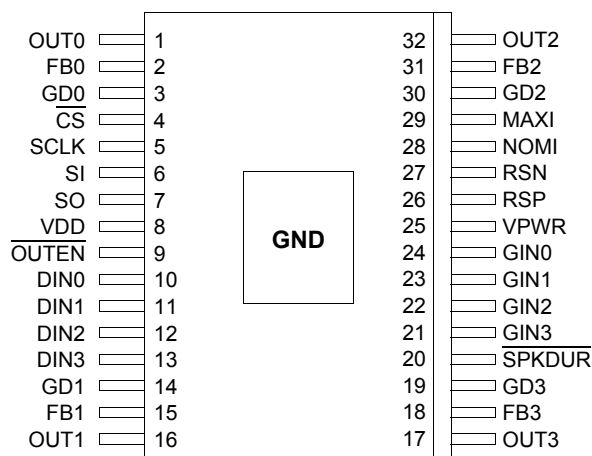 OUT0 1 32 OUT2
FB0 2 31 FB2
GD0 3 30 GD2
C̅S̅ 4 29 MAXI
SCLK 5 28 NOMI
SI 6 27 RSN
SO 7 26 RSP
VDD 8 25 VPWR
O̅U̅T̅E̅N̅ 9 GND 24 GIN0
DIN0 10 23 GIN1
DIN1 11 22 GIN2
DIN2 12 21 GIN3
DIN3 13 20 S̅P̅K̅D̅U̅R̅
GD1 14 19 GD3
FB1 15 18 FB3
OUT1 16 17 OUT3